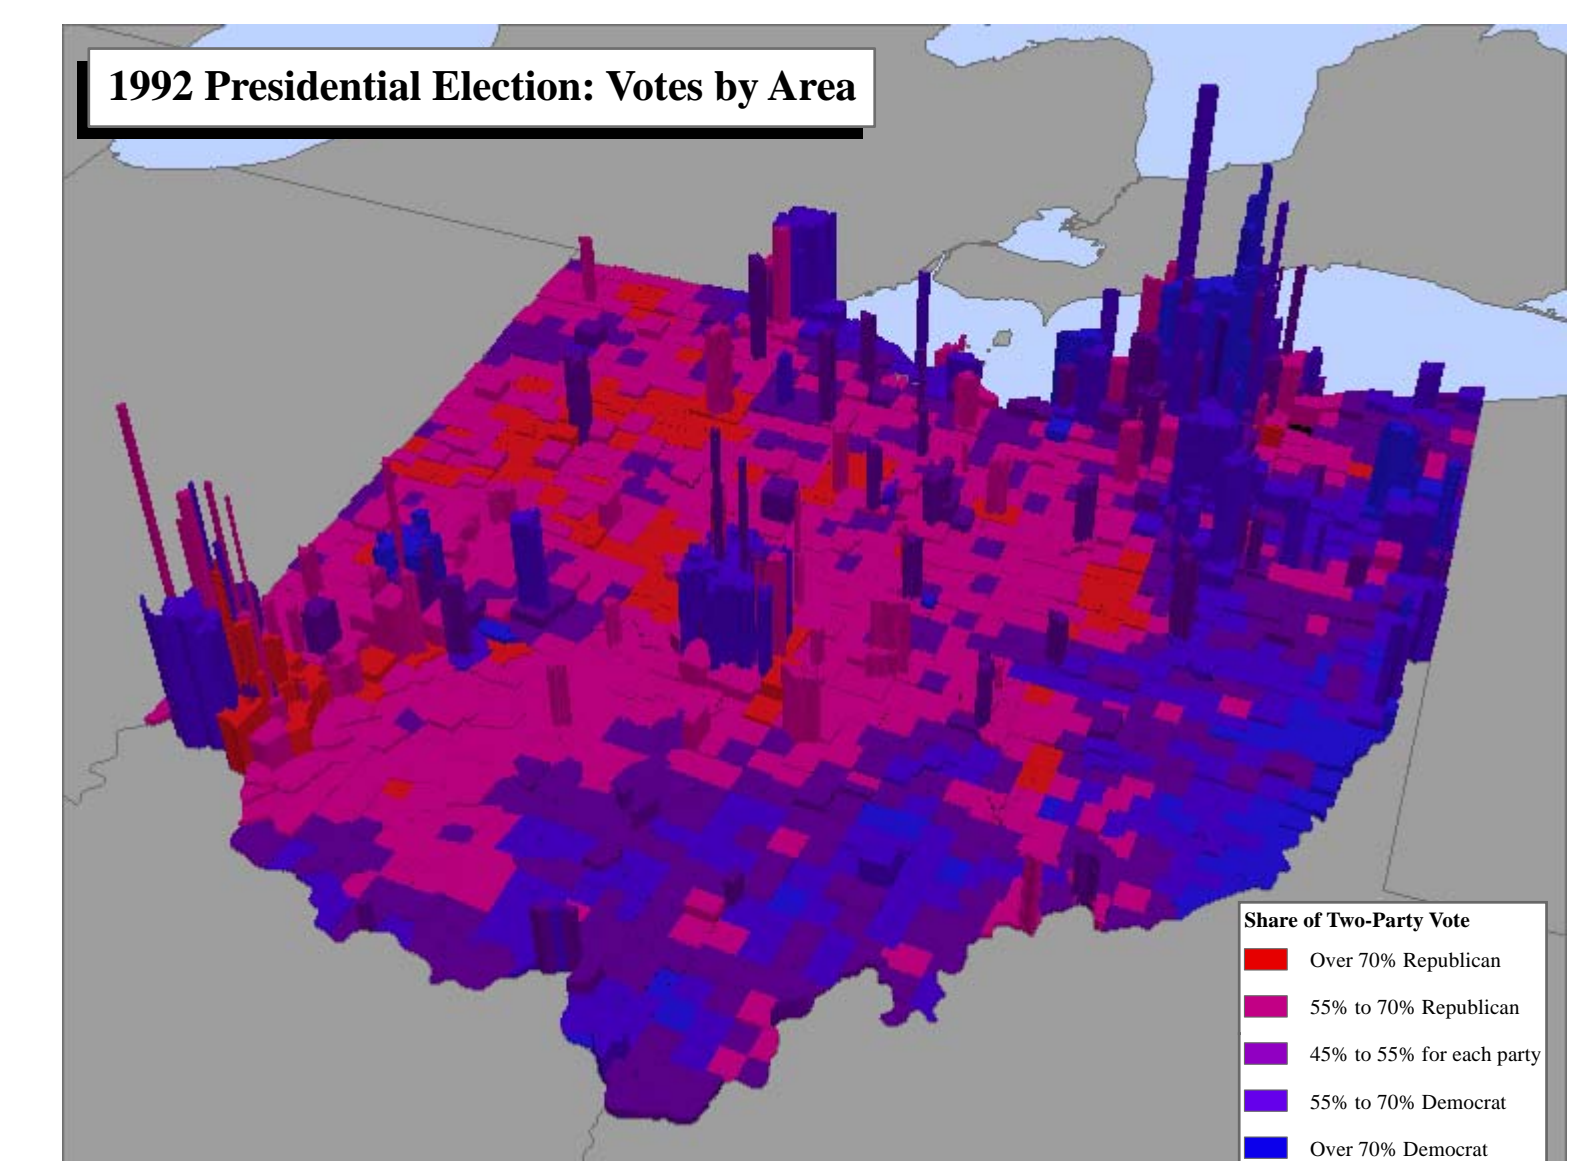 1992 Presidential Election: Votes by Area
Share of Two-Party Vote
Over 70% Republican
55% to 70% Republican
45% to 55% for each party
55% to 70% Democrat
Over 70% Democrat